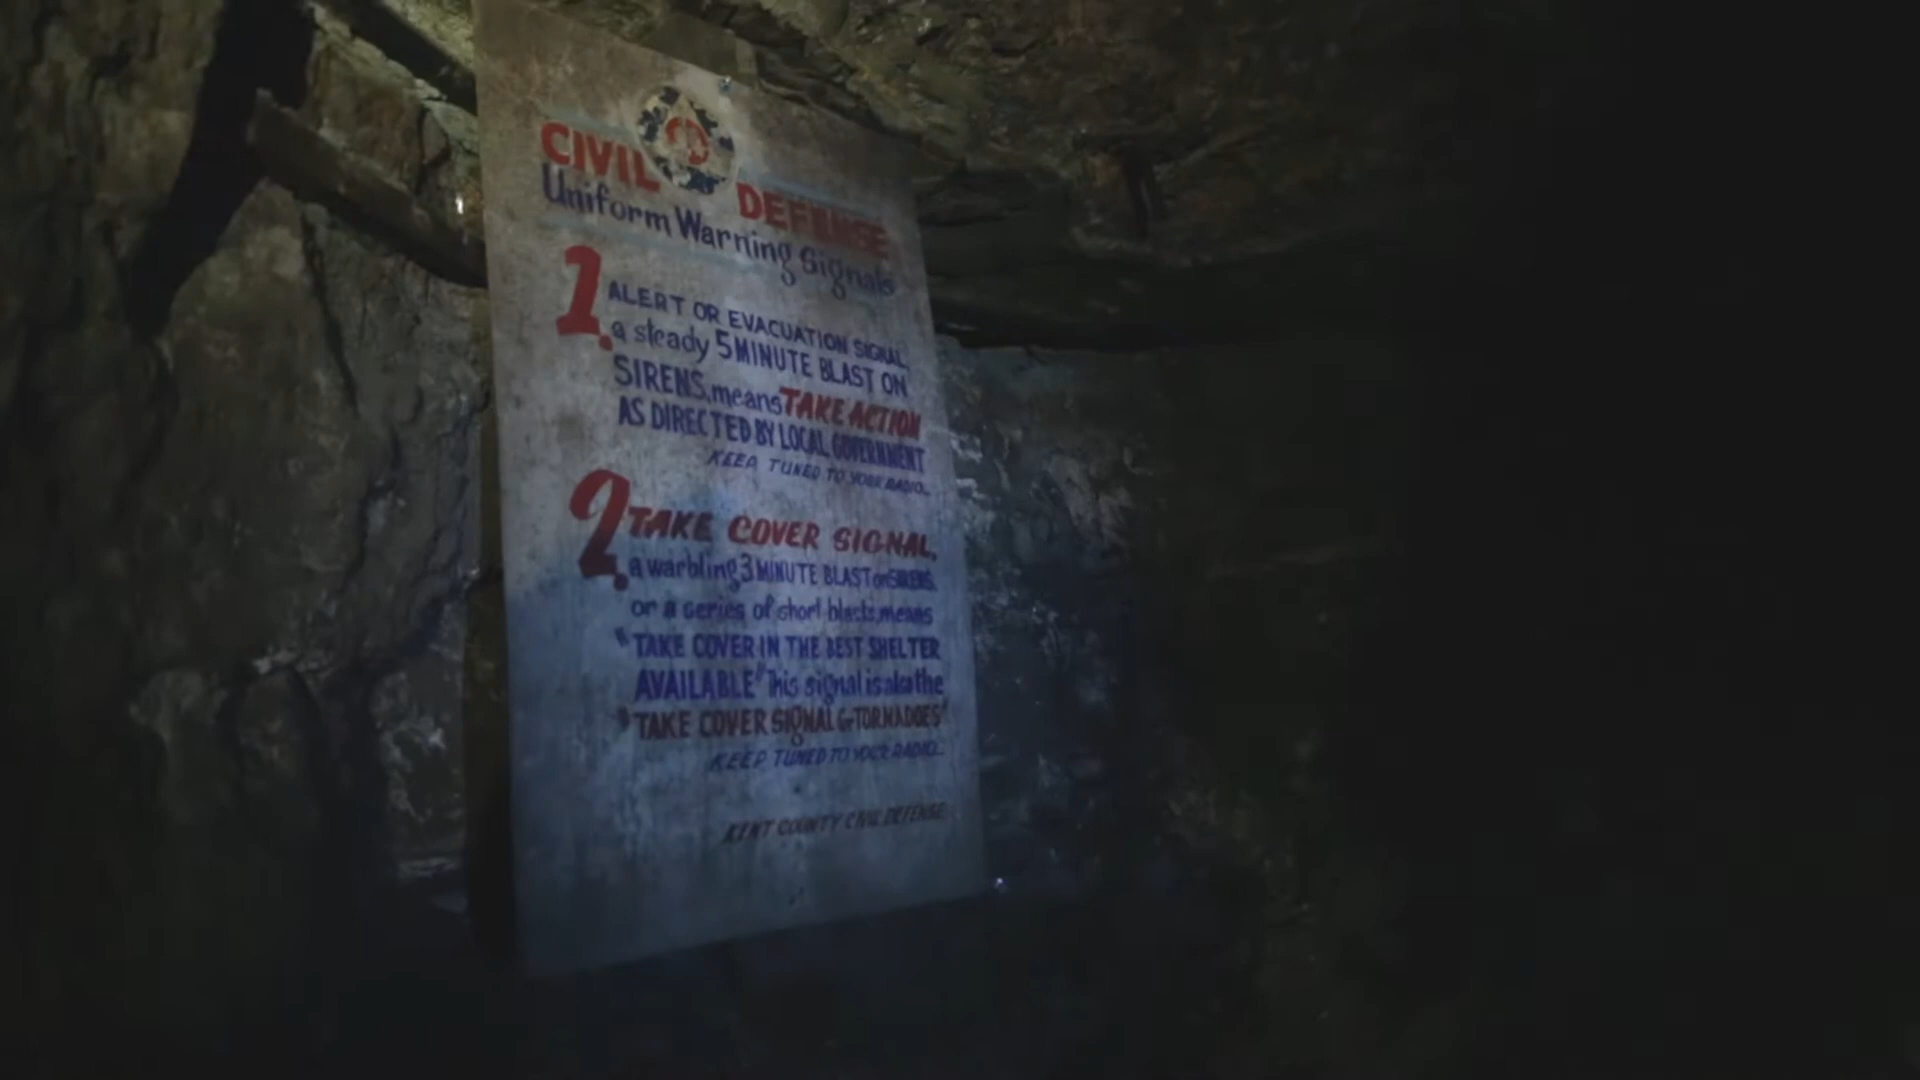 CIVIL DEFENSE
Uniform Warning Signals
1. ALERT OR EVACUATION SIGNAL,
a steady 5 MINUTE BLAST ON
SIRENS, means TAKE ACTION
AS DIRECTED BY LOCAL GOVERNMENT
KEEP TUNED TO YOUR RADIO..
2. TAKE COVER SIGNAL,
a warbling 3 MINUTE BLAST on SIRENS,
or a series of short blasts, means
"TAKE COVER IN THE BEST SHELTER
AVAILABLE" This signal is also the
"TAKE COVER SIGNAL for TORNADOES"
KEEP TUNED TO YOUR RADIO..
KENT COUNTY CIVIL DEFENSE